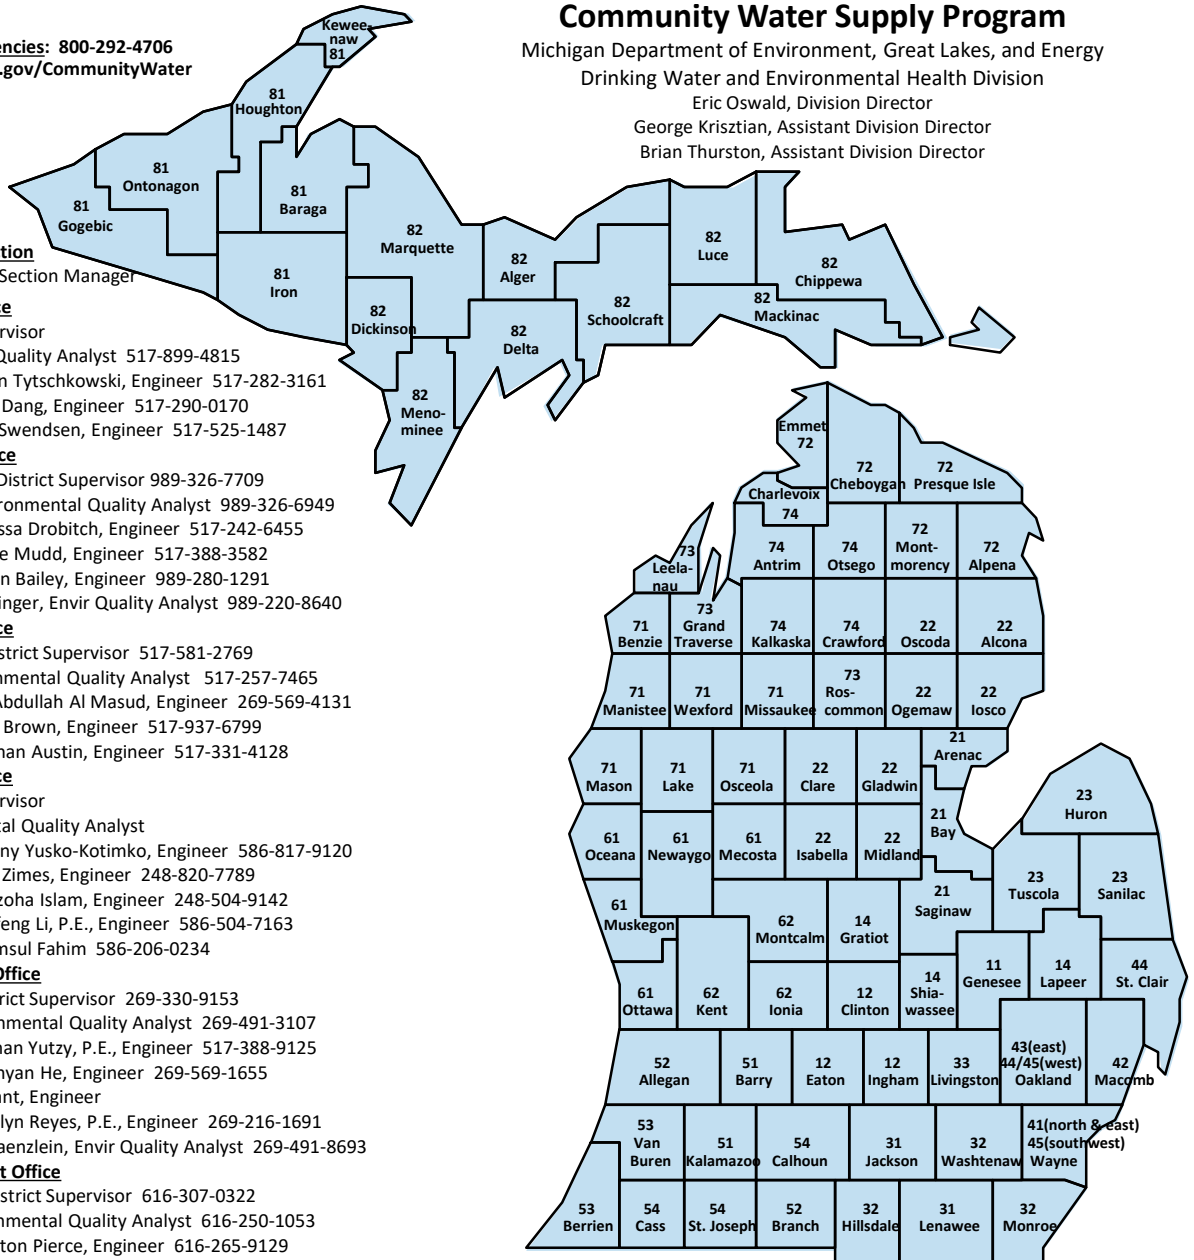 Community Water Supply Program
Michigan Department of Environment, Great Lakes, and Energy
Drinking Water and Environmental Health Division
Eric Oswald, Division Director
George Krisztian, Assistant Division Director
Brian Thurston, Assistant Division Director
encies: 800-292-4706
.gov/CommunityWater
tion
Section Manager
ce
rvisor
Quality Analyst 517-899-4815
n Tytschkowski, Engineer 517-282-3161
Dang, Engineer 517-290-0170
Swendsen, Engineer 517-525-1487
ce
District Supervisor 989-326-7709
ronmental Quality Analyst 989-326-6949
ssa Drobitch, Engineer 517-242-6455
e Mudd, Engineer 517-388-3582
n Bailey, Engineer 989-280-1291
inger, Envir Quality Analyst 989-220-8640
ce
strict Supervisor 517-581-2769
nmental Quality Analyst 517-257-7465
Abdullah Al Masud, Engineer 269-569-4131
Brown, Engineer 517-937-6799
nan Austin, Engineer 517-331-4128
ce
rvisor
tal Quality Analyst
ny Yusko-Kotimko, Engineer 586-817-9120
Zimes, Engineer 248-820-7789
zoha Islam, Engineer 248-504-9142
feng Li, P.E., Engineer 586-504-7163
msul Fahim 586-206-0234
Office
rict Supervisor 269-330-9153
nmental Quality Analyst 269-491-3107
nan Yutzy, P.E., Engineer 517-388-9125
nyan He, Engineer 269-569-1655
ant, Engineer
lyn Reyes, P.E., Engineer 269-216-1691
aenzlein, Envir Quality Analyst 269-491-8693
t Office
strict Supervisor 616-307-0322
nmental Quality Analyst 616-250-1053
ton Pierce, Engineer 616-265-9129
Kewee-
naw
81
81
Houghton
81
Ontonagon
81
Gogebic
81
Baraga
81
Iron
82
Marquette
82
Dickinson
82
Meno-
minee
82
Alger
82
Delta
82
Schoolcraft
82
Luce
82
Chippewa
82
Mackinac
Emmet
72
72
Cheboygan
72
Presque Isle
Charlevoix
74
73
Leela-
nau
74
Antrim
74
Otsego
72
Mont-
morency
72
Alpena
71
Benzie
73
Grand
Traverse
74
Kalkaska
74
Crawford
22
Oscoda
22
Alcona
71
Manistee
71
Wexford
71
Missaukee
73
Ros-
common
22
Ogemaw
22
Iosco
71
Mason
71
Lake
71
Osceola
22
Clare
22
Gladwin
21
Arenac
61
Oceana
61
Newaygo
61
Mecosta
22
Isabella
22
Midland
21
Bay
23
Huron
61
Muskegon
62
Montcalm
14
Gratiot
21
Saginaw
23
Tuscola
23
Sanilac
61
Ottawa
62
Kent
62
Ionia
12
Clinton
14
Shia-
wassee
11
Genesee
14
Lapeer
44
St. Clair
52
Allegan
51
Barry
12
Eaton
12
Ingham
33
Livingston
43(east)
44/45(west)
Oakland
42
Macomb
53
Van
Buren
51
Kalamazoo
54
Calhoun
31
Jackson
32
Washtenaw
41(north & east)
45(southwest)
Wayne
53
Berrien
54
Cass
54
St. Joseph
52
Branch
32
Hillsdale
31
Lenawee
32
Monroe